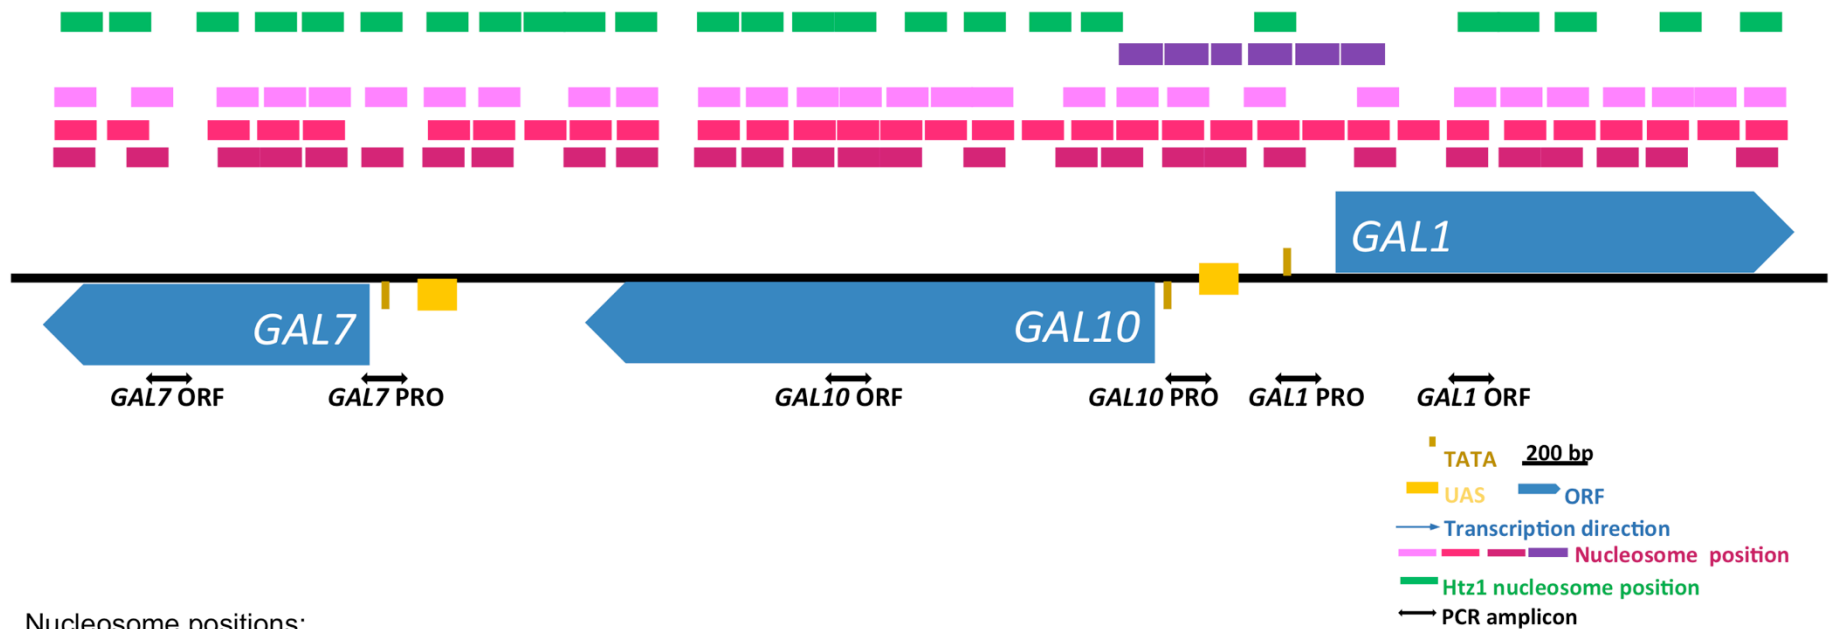 GAL1
GAL7
GAL10
GAL7 ORF
GAL7 PRO
GAL10 ORF
GAL10 PRO
GAL1 PRO
GAL1 ORF
TATA
200 bp
UAS
ORF
Transcription direction
Nucleosome position
Htz1 nucleosome position
PCR amplicon
Nucleosome positions: